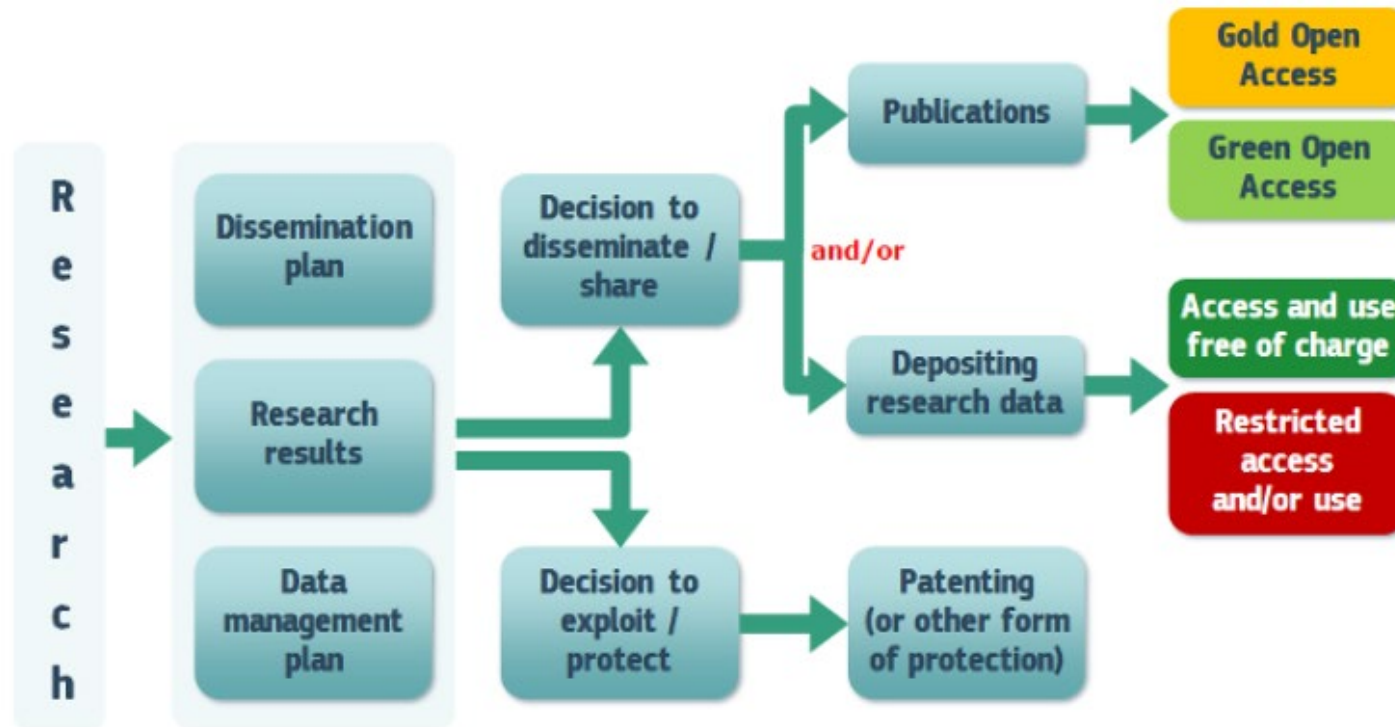 Research
Dissemination
plan
Research
results
Data
management
plan
Decision to
disseminate /
share
Decision to
exploit /
protect
and/or
Publications
Depositing
research data
Patenting
(or other form
of protection)
Gold Open
Access
Green Open
Access
Access and use
free of charge
Restricted
access
and/or use